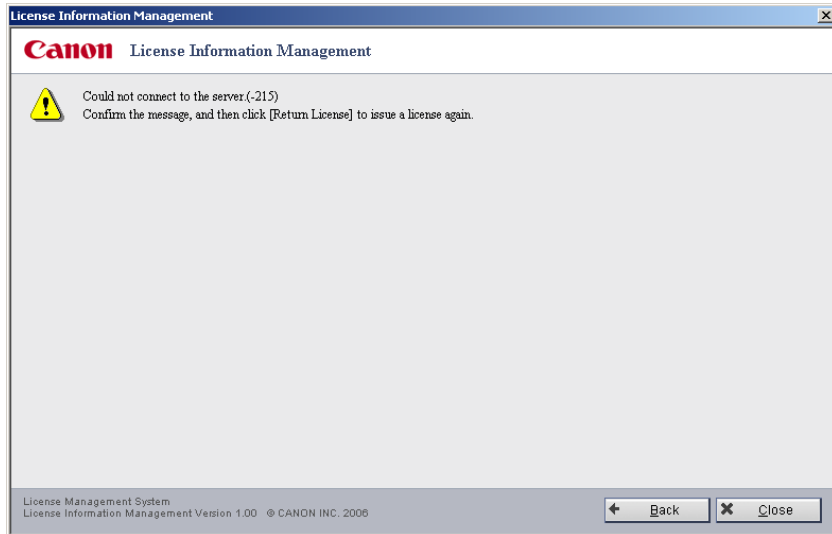 License Information Management
Canon License Information Management
Could not connect to the server.(-215)
Confirm the message, and then click [Return License] to issue a license again.
License Management System
License Information Management Version 1.00 © CANON INC. 2006
Back
Close